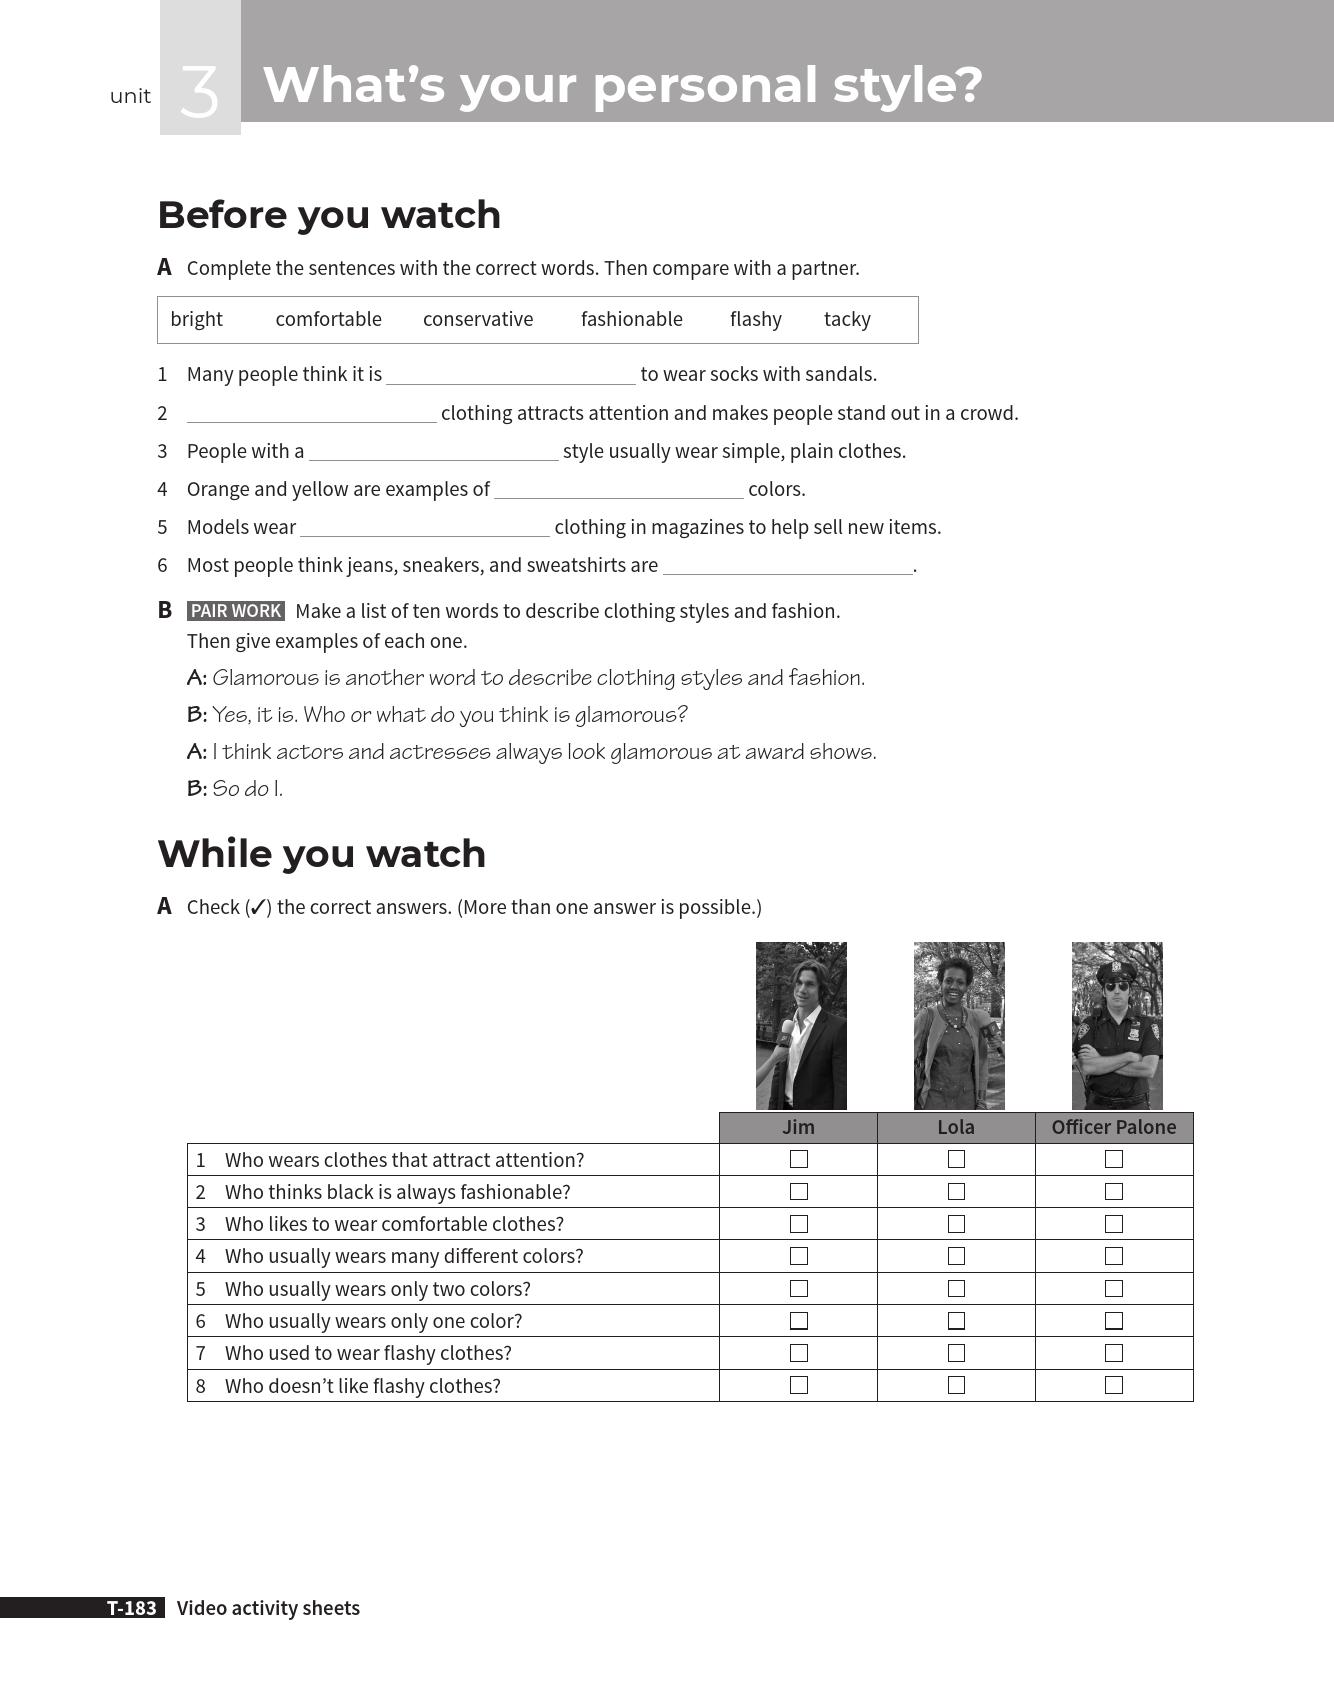 unit 3 What’s your personal style?
Before you watch
A Complete the sentences with the correct words. Then compare with a partner.
bright comfortable conservative fashionable flashy tacky
1 Many people think it is _________________________ to wear socks with sandals.
2 _________________________ clothing attracts attention and makes people stand out in a crowd.
3 People with a _________________________ style usually wear simple, plain clothes.
4 Orange and yellow are examples of _________________________ colors.
5 Models wear _________________________ clothing in magazines to help sell new items.
6 Most people think jeans, sneakers, and sweatshirts are _________________________.
B PAIR WORK Make a list of ten words to describe clothing styles and fashion.
Then give examples of each one.
A: Glamorous is another word to describe clothing styles and fashion.
B: Yes, it is. Who or what do you think is glamorous?
A: I think actors and actresses always look glamorous at award shows.
B: So do I.
While you watch
A Check (✓) the correct answers. (More than one answer is possible.)
Jim Lola Officer Palone
1 Who wears clothes that attract attention? ☐ ☐ ☐
2 Who thinks black is always fashionable? ☐ ☐ ☐
3 Who likes to wear comfortable clothes? ☐ ☐ ☐
4 Who usually wears many different colors? ☐ ☐ ☐
5 Who usually wears only two colors? ☐ ☐ ☐
6 Who usually wears only one color? ☐ ☐ ☐
7 Who used to wear flashy clothes? ☐ ☐ ☐
8 Who doesn’t like flashy clothes? ☐ ☐ ☐
T-183 Video activity sheets